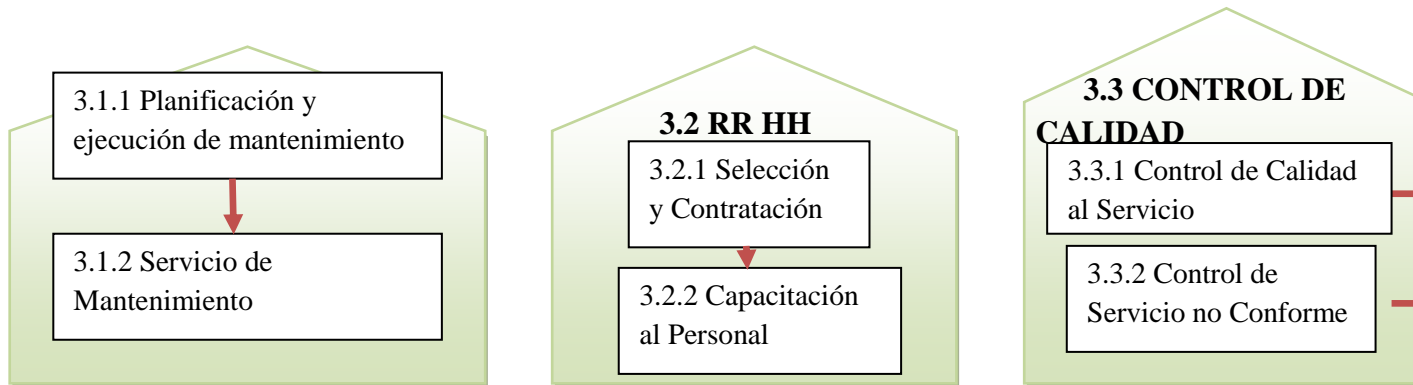 3.1.1 Planificación y
ejecución de mantenimiento
3.1.2 Servicio de
Mantenimiento
3.2 RR HH
3.2.1 Selección
y Contratación
3.2.2 Capacitación
al Personal
3.3 CONTROL DE
CALIDAD
3.3.1 Control de Calidad
al Servicio
3.3.2 Control de
Servicio no Conforme